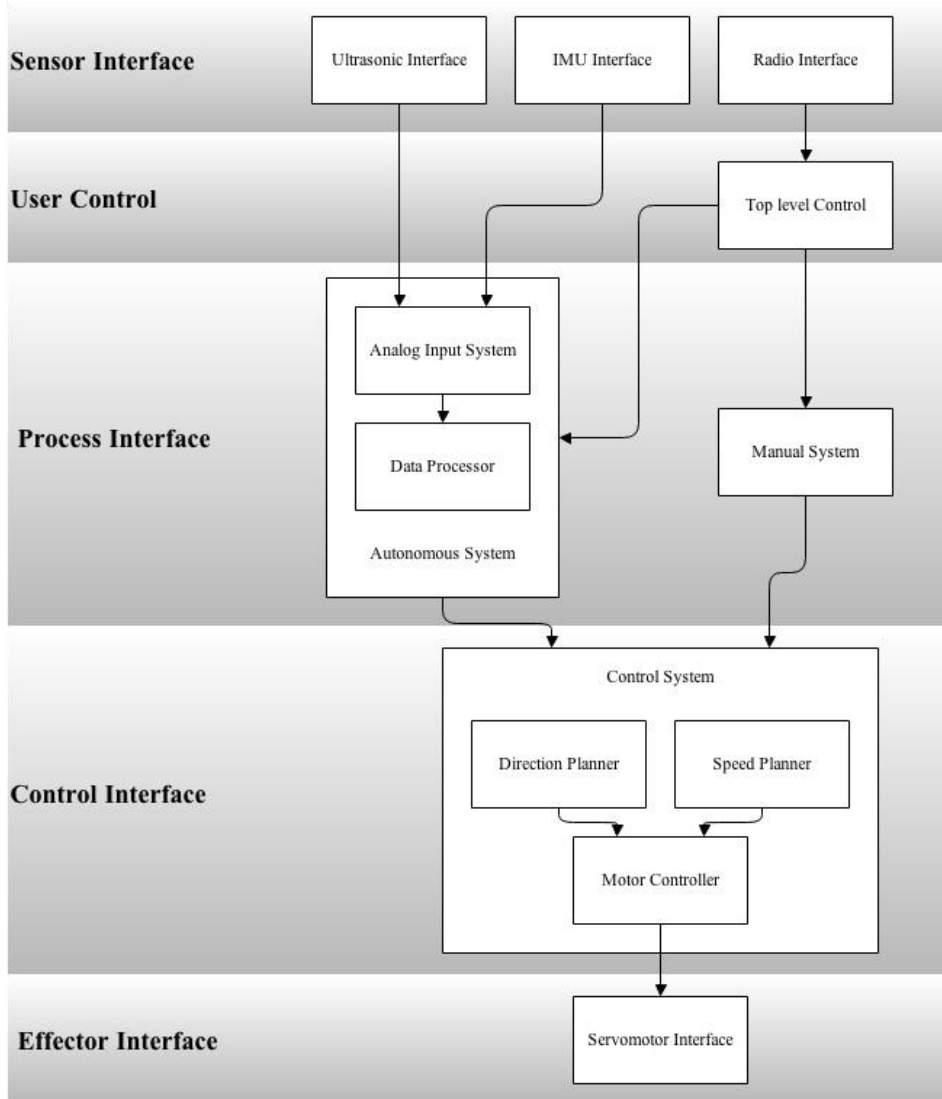 Sensor Interface
Ultrasonic Interface
IMU Interface
Radio Interface
User Control
Top level Control
Process Interface
Analog Input System
Data Processor
Autonomous System
Manual System
Control Interface
Control System
Direction Planner
Speed Planner
Motor Controller
Effector Interface
Servomotor Interface